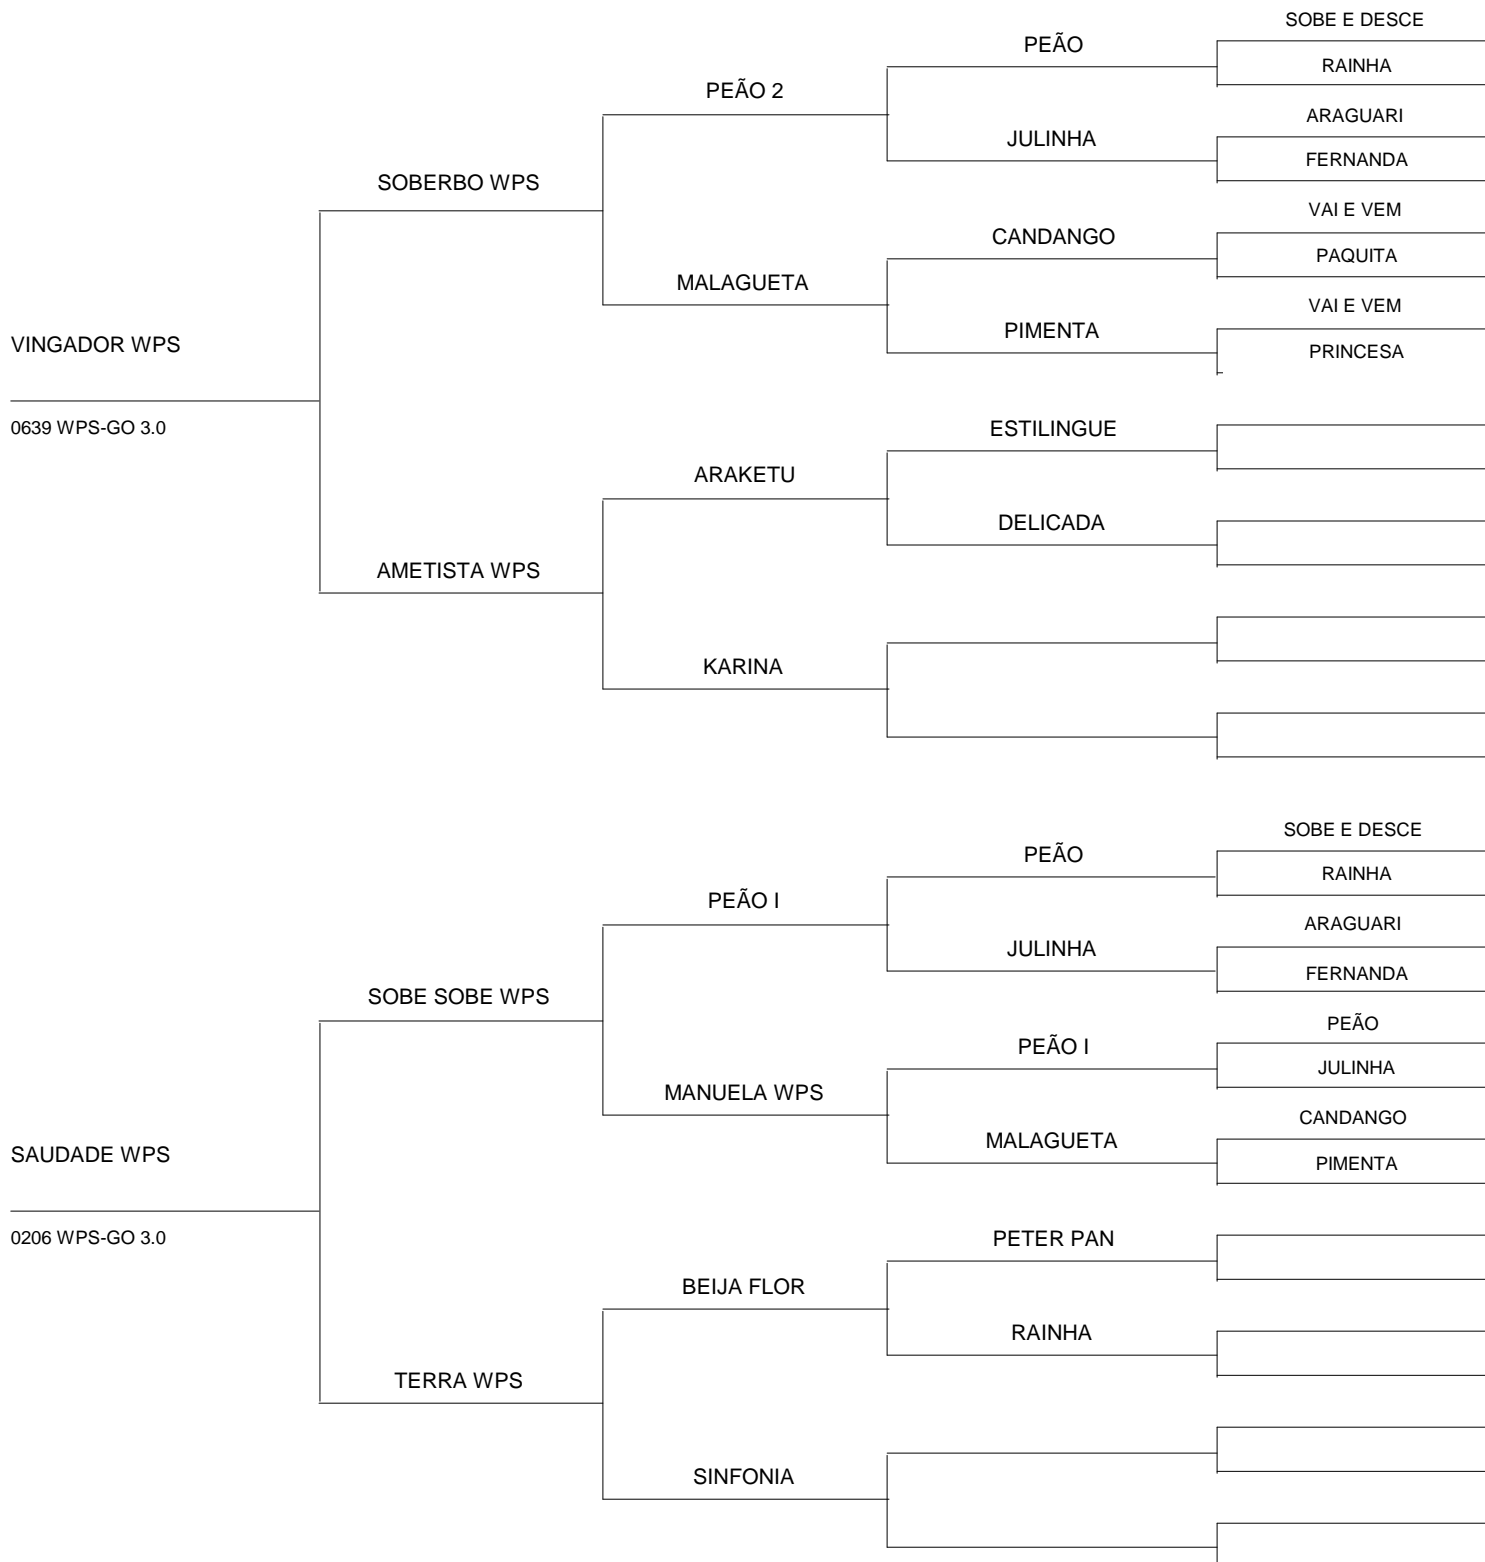 SOBE E DESCE
PEÃO
RAINHA
PEÃO 2
ARAGUARI
JULINHA
FERNANDA
SOBERBO WPS
VAI E VEM
CANDANGO
PAQUITA
MALAGUETA
VAI E VEM
PIMENTA
VINGADOR WPS
PRINCESA
0639 WPS-GO 3.0
ESTILINGUE
ARAKETU
DELICADA
AMETISTA WPS
KARINA
SOBE E DESCE
PEÃO
RAINHA
PEÃO I
ARAGUARI
JULINHA
FERNANDA
SOBE SOBE WPS
PEÃO
PEÃO I
JULINHA
MANUELA WPS
CANDANGO
MALAGUETA
SAUDADE WPS
PIMENTA
0206 WPS-GO 3.0
PETER PAN
BEIJA FLOR
RAINHA
TERRA WPS
SINFONIA